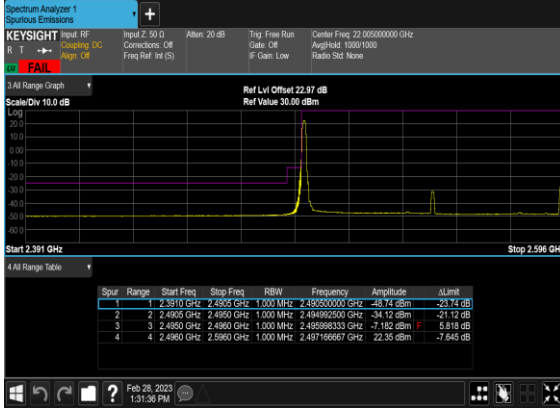 Spectrum Analyzer 1
Spurious Emissions
KEYSIGHT Input: RF Input Z: 50 Ω Atten: 20 dB Trig: Free Run Center Freq: 22.005000000 GHz
R T Coupling: DC Corrections: Off Gate: Off Avg|Hold: 1000/1000
Align: Off Freq Ref: Int (S) IF Gain: Low Radio Std: None
FAIL
3 All Range Graph
Ref Lvl Offset 22.97 dB
Scale/Div 10.0 dB Ref Value 30.00 dBm
Log
20.0
10.0
0.00
-10.0
-20.0
-30.0
-40.0
-50.0
-60.0
Start 2.391 GHz Stop 2.596 GH
4 All Range Table
Spur Range Start Freq Stop Freq RBW Frequency Amplitude ΔLimit
1 1 2.3910 GHz 2.4905 GHz 1.000 MHz 2.490500000 GHz -48.74 dBm -23.74 dB
2 2 2.4905 GHz 2.4950 GHz 1.000 MHz 2.494992500 GHz -34.12 dBm -21.12 dB
3 3 2.4950 GHz 2.4960 GHz 1.000 MHz 2.495998333 GHz -7.182 dBm F 5.818 dB
4 4 2.4960 GHz 2.5960 GHz 1.000 MHz 2.497166667 GHz 22.35 dBm -7.645 dB
? Feb 28, 2023
1:31:36 PM